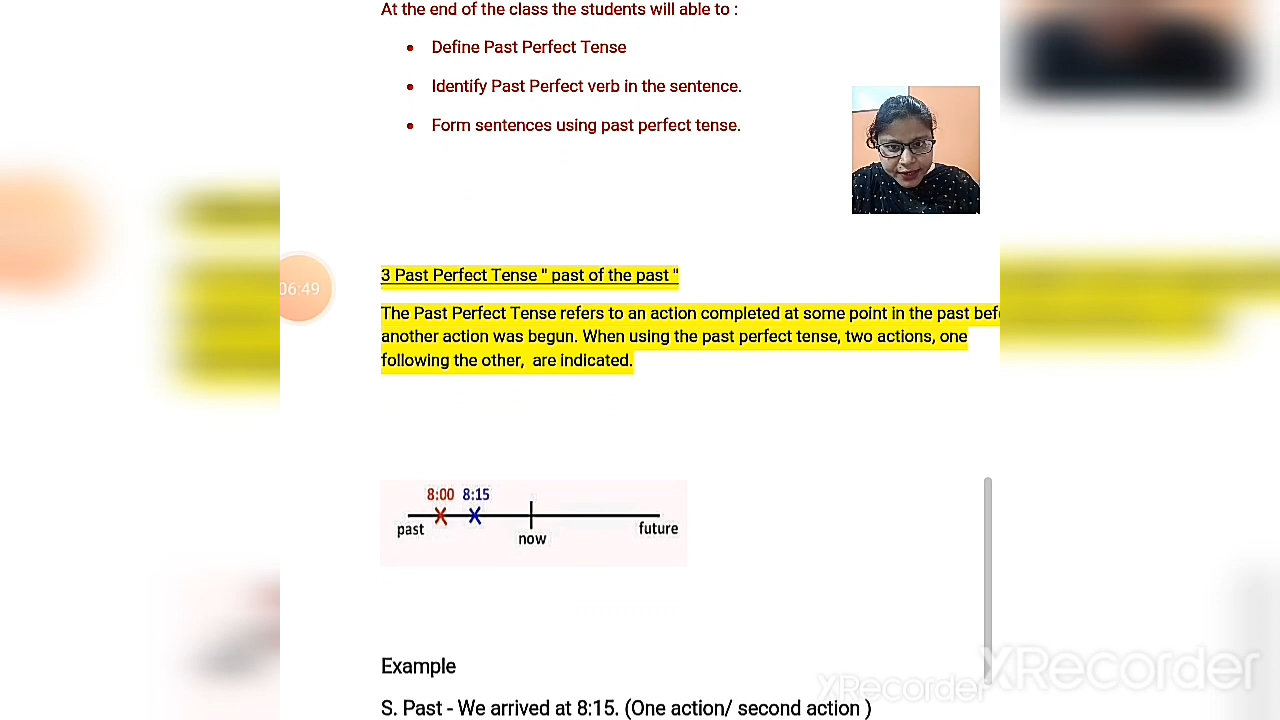 At the end of the class the students will able to :
Define Past Perfect Tense
Identify Past Perfect verb in the sentence.
Form sentences using past perfect tense.
06:49
3 Past Perfect Tense " past of the past "
The Past Perfect Tense refers to an action completed at some point in the past bef
another action was begun. When using the past perfect tense, two actions, one
following the other, are indicated.
8:00 8:15
past now future
Example
S. Past - We arrived at 8:15. (One action/ second action )
XRecorder
XRecorder